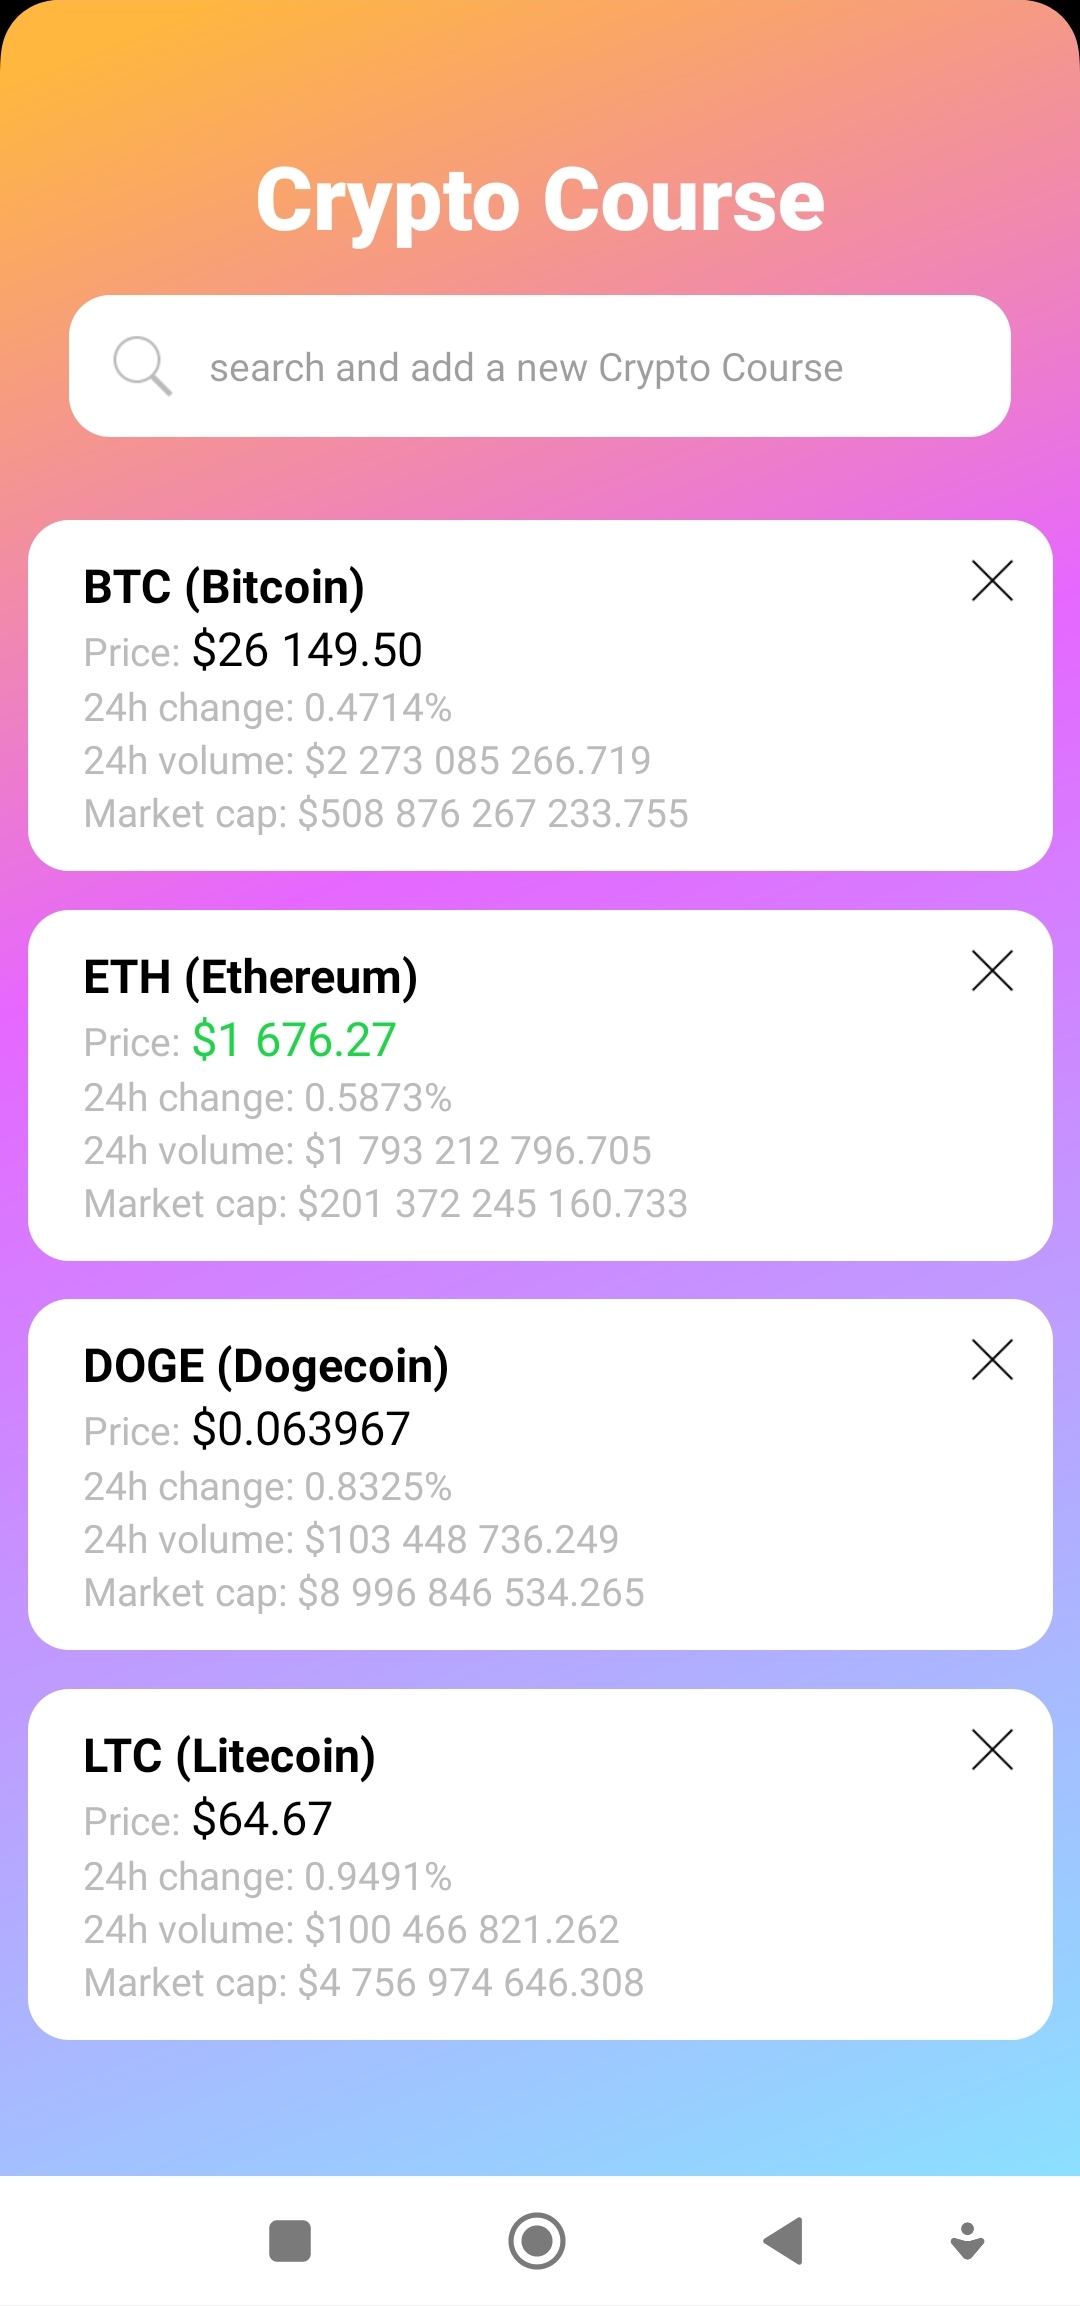 Crypto Course
search and add a new Crypto Course
BTC (Bitcoin)
Price: $26 149.50
24h change: 0.4714%
24h volume: $2 273 085 266.719
Market cap: $508 876 267 233.755
ETH (Ethereum)
Price: $1 676.27
24h change: 0.5873%
24h volume: $1 793 212 796.705
Market cap: $201 372 245 160.733
DOGE (Dogecoin)
Price: $0.063967
24h change: 0.8325%
24h volume: $103 448 736.249
Market cap: $8 996 846 534.265
LTC (Litecoin)
Price: $64.67
24h change: 0.9491%
24h volume: $100 466 821.262
Market cap: $4 756 974 646.308